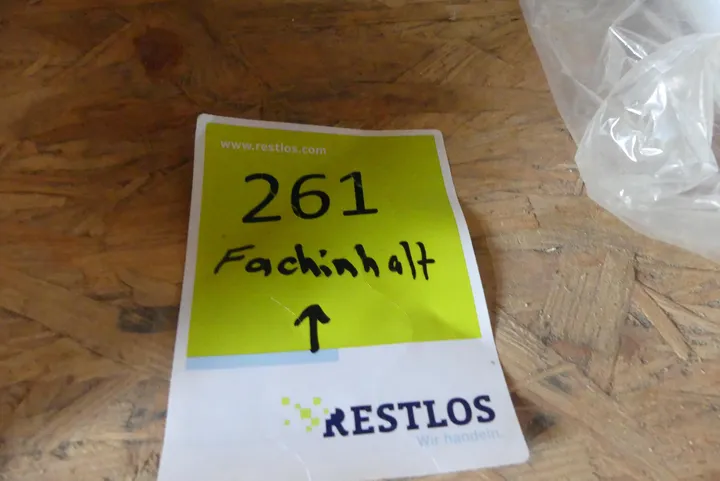 www.restlos.com
261
Fachinhalt
RESTLOS
Wir handeln.